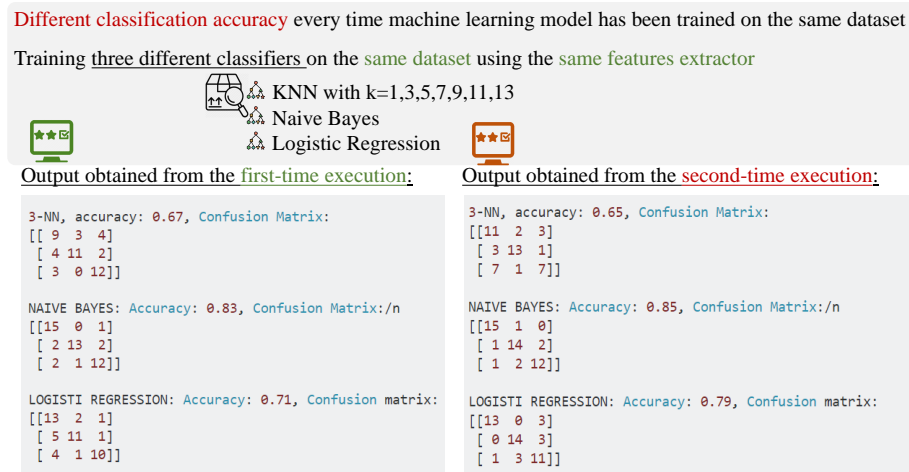 Different classification accuracy every time machine learning model has been trained on the same dataset
Training three different classifiers on the same dataset using the same features extractor
KNN with k=1,3,5,7,9,11,13
Naive Bayes
Logistic Regression
Output obtained from the first-time execution:
3-NN, accuracy: 0.67, Confusion Matrix:
[[ 9  3  4]
 [ 4 11  2]
 [ 3  0 12]]
NAIVE BAYES: Accuracy: 0.83, Confusion Matrix:/n
[[15  0  1]
 [ 2 13  2]
 [ 2  1 12]]
LOGISTI REGRESSION: Accuracy: 0.71, Confusion matrix:
[[13  2  1]
 [ 5 11  1]
 [ 4  1 10]]
Output obtained from the second-time execution:
3-NN, accuracy: 0.65, Confusion Matrix:
[[11  2  3]
 [ 3 13  1]
 [ 7  1  7]]
NAIVE BAYES: Accuracy: 0.85, Confusion Matrix:/n
[[15  1  0]
 [ 1 14  2]
 [ 1  2 12]]
LOGISTI REGRESSION: Accuracy: 0.79, Confusion matrix:
[[13  0  3]
 [ 0 14  3]
 [ 1  3 11]]